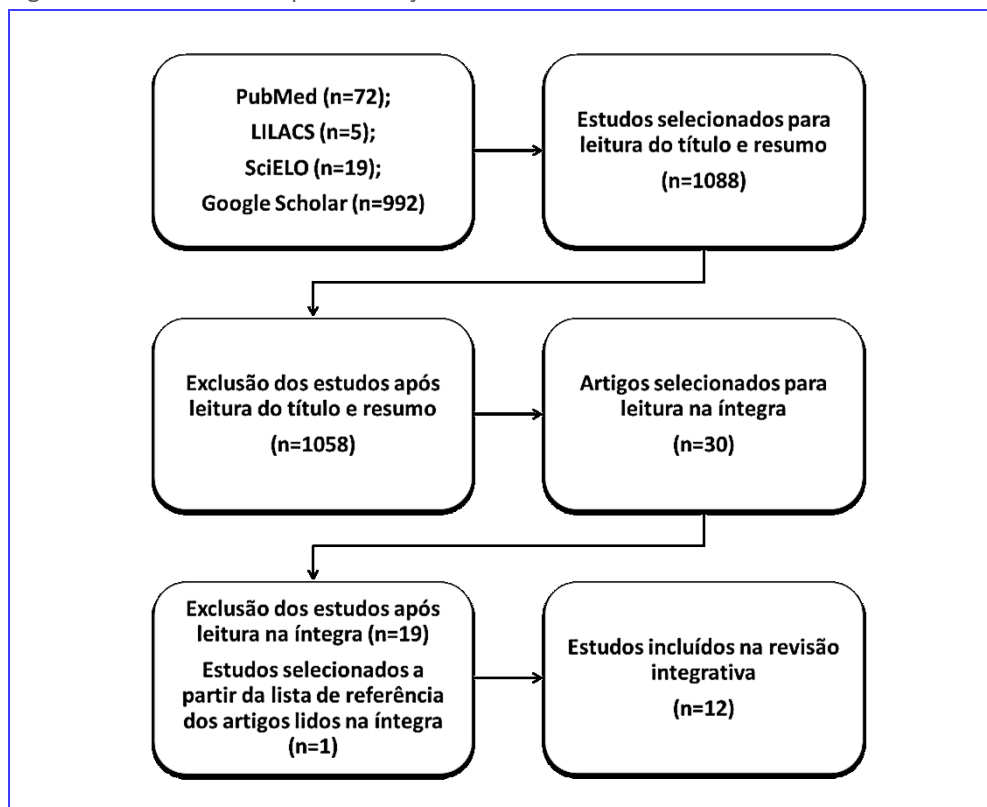 PubMed (n=72);
LILACS (n=5);
SciELO (n=19);
Google Scholar (n=992)
Estudos selecionados para
leitura do título e resumo
(n=1088)
Exclusão dos estudos após
leitura do título e resumo
(n=1058)
Artigos selecionados para
leitura na íntegra
(n=30)
Exclusão dos estudos após
leitura na íntegra (n=19)
Estudos selecionados a
partir da lista de referência
dos artigos lidos na íntegra
(n=1)
Estudos incluídos na revisão
integrativa
(n=12)